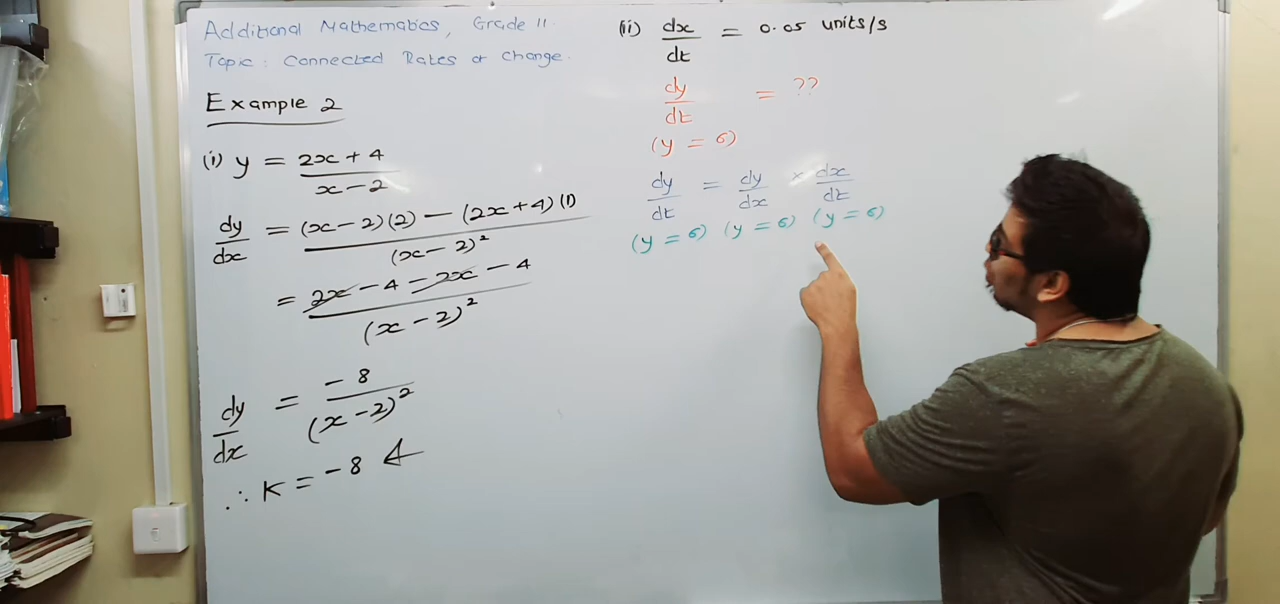 Additional Mathematics, Grade 11.
Topic: Connected Rates of Change.
Example 2
(i) y = 2x + 4 / x - 2
dy/dx = (x - 2)(2) - (2x + 4)(1) / (x - 2)²
= 2x - 4 - 2x - 4 / (x - 2)²
dy/dx = -8 / (x - 2)²
∴ K = -8
(ii) dx/dt = 0.05 units/s
dy/dt = ??
(y = 6)
dy/dt = dy/dx × dx/dt
(y = 6) (y = 6) (y = 6)